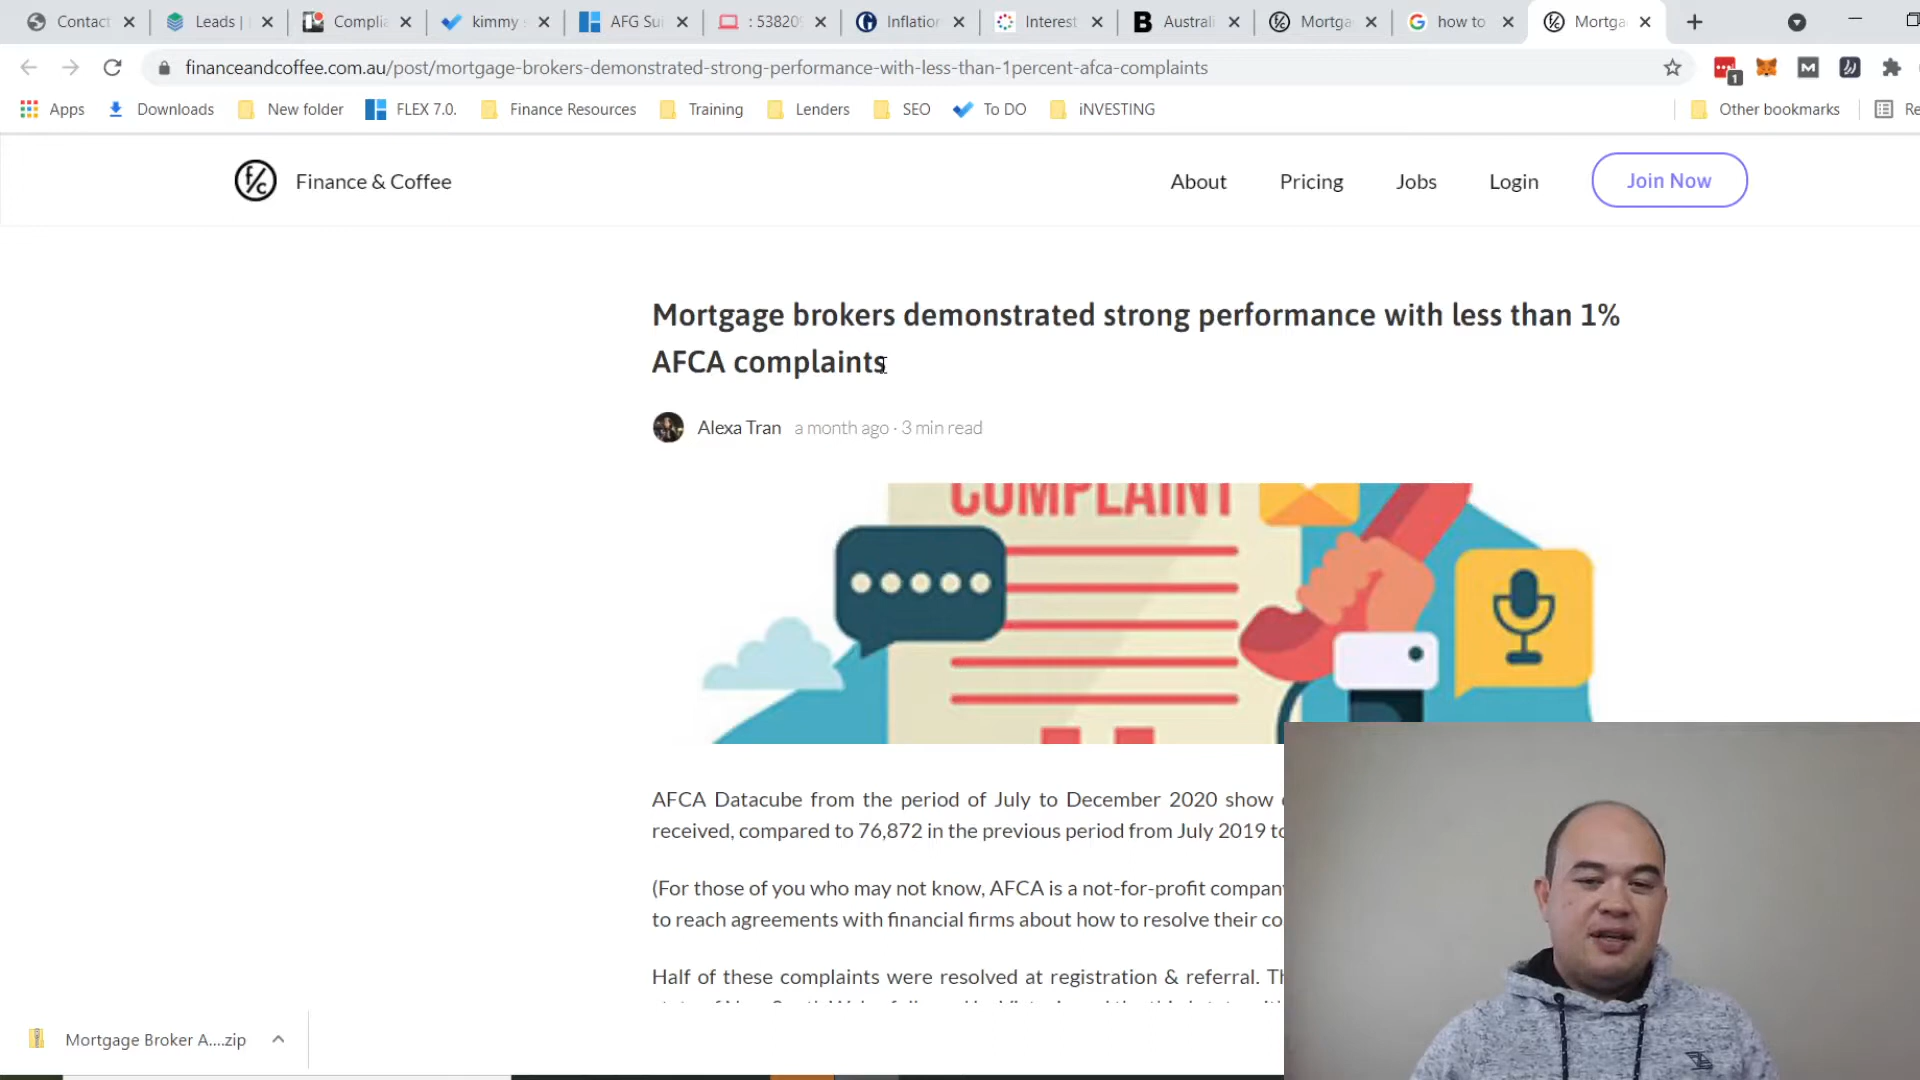 Contact
Leads |
Complia
kimmy
AFG Sui
: 53820
Inflation
Interest
Australi
Mortga
how to
Mortga
financeandcoffee.com.au/post/mortgage-brokers-demonstrated-strong-performance-with-less-than-1percent-afca-complaints
1
Apps
Downloads
New folder
FLEX 7.0.
Finance Resources
Training
Lenders
SEO
To DO
iNVESTING
Other bookmarks
Re
f/c
Finance & Coffee
About
Pricing
Jobs
Login
Join Now
Mortgage brokers demonstrated strong performance with less than 1%
AFCA complaints
Alexa Tran a month ago · 3 min read
COMPLAINT
AFCA Datacube from the period of July to December 2020 show
received, compared to 76,872 in the previous period from July 2019 to
(For those of you who may not know, AFCA is a not-for-profit company
to reach agreements with financial firms about how to resolve their co
Half of these complaints were resolved at registration & referral. Th
Mortgage Broker A....zip